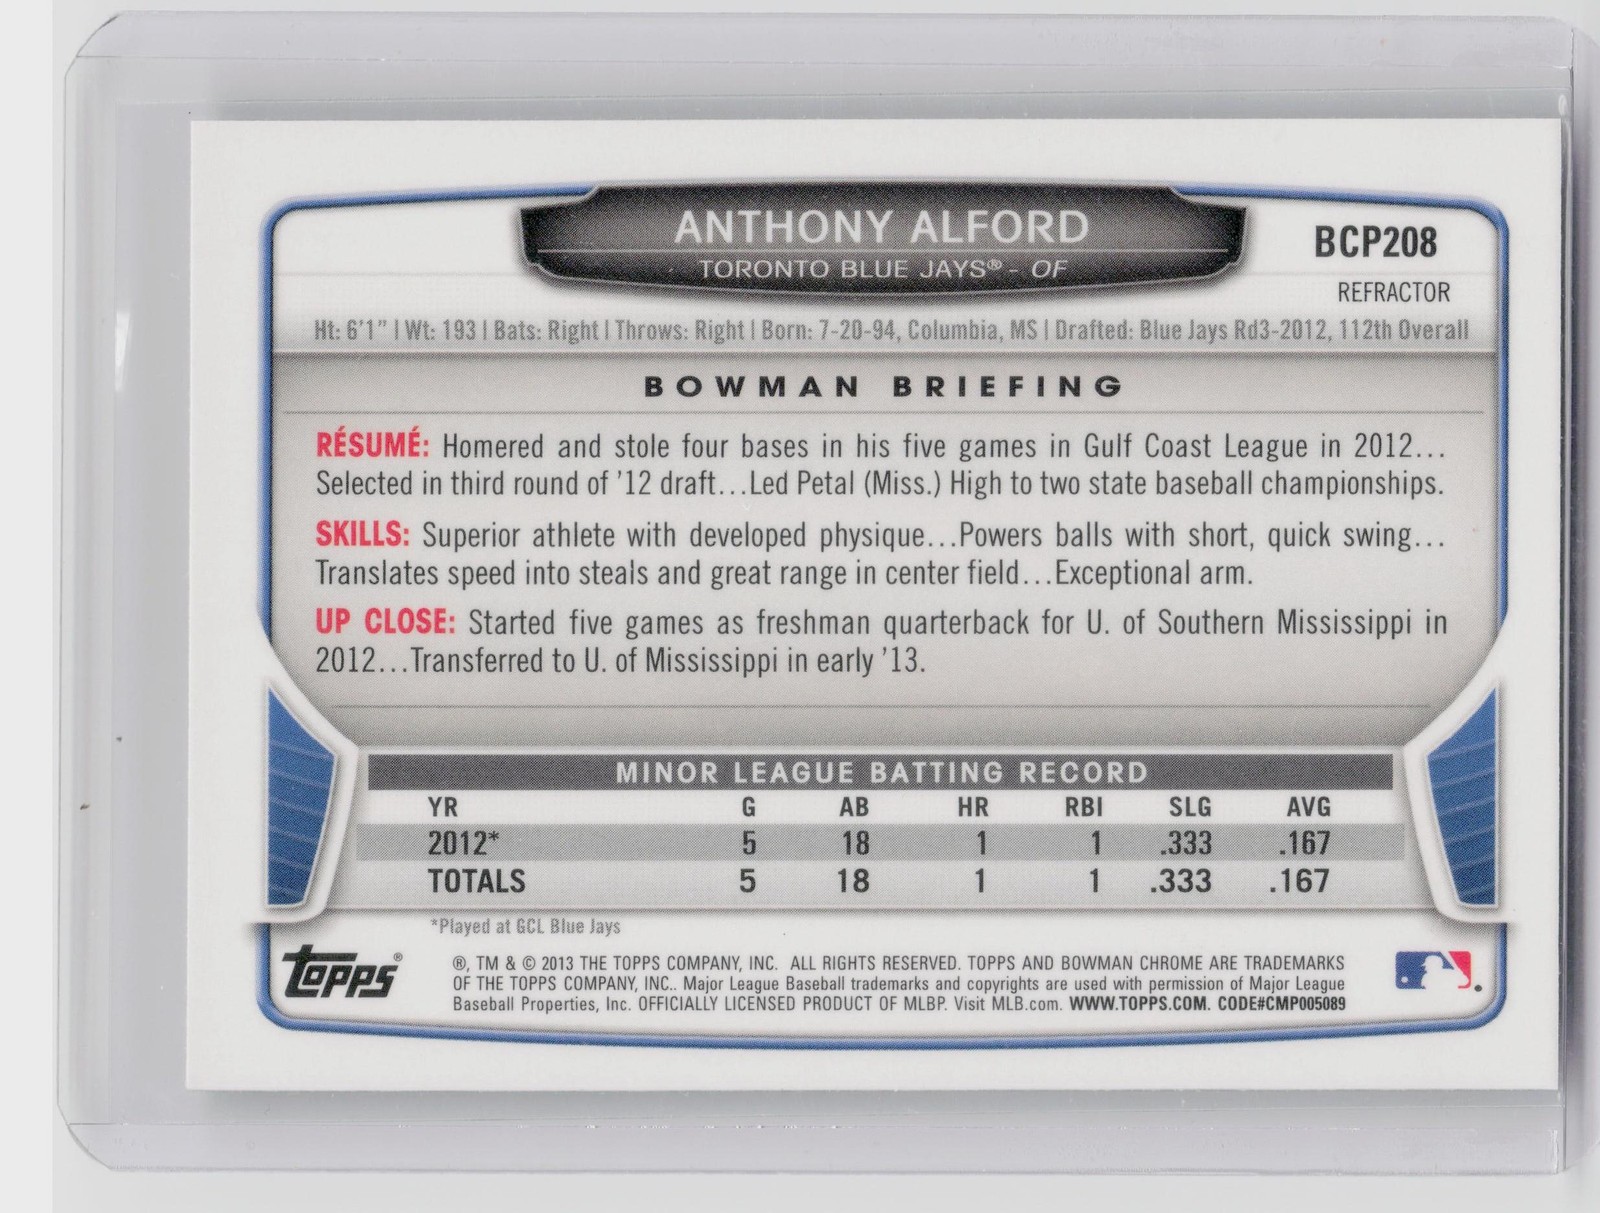 ANTHONY ALFORD
TORONTO BLUE JAYS® - OF
BCP208
REFRACTOR
Ht: 6'1" | Wt: 193 | Bats: Right | Throws: Right | Born: 7-20-94, Columbia, MS | Drafted: Blue Jays Rd3-2012, 112th Overall
BOWMAN BRIEFING
RÉSUMÉ: Homered and stole four bases in his five games in Gulf Coast League in 2012...
Selected in third round of '12 draft...Led Petal (Miss.) High to two state baseball championships.
SKILLS: Superior athlete with developed physique...Powers balls with short, quick swing...
Translates speed into steals and great range in center field...Exceptional arm.
UP CLOSE: Started five games as freshman quarterback for U. of Southern Mississippi in
2012...Transferred to U. of Mississippi in early '13.
MINOR LEAGUE BATTING RECORD
YR G AB HR RBI SLG AVG
2012* 5 18 1 1 .333 .167
TOTALS 5 18 1 1 .333 .167
*Played at GCL Blue Jays
Topps®
®, TM & © 2013 THE TOPPS COMPANY, INC. ALL RIGHTS RESERVED. TOPPS AND BOWMAN CHROME ARE TRADEMARKS
OF THE TOPPS COMPANY, INC.. Major League Baseball trademarks and copyrights are used with permission of Major League
Baseball Properties, Inc. OFFICIALLY LICENSED PRODUCT OF MLBP. Visit MLB.com. WWW.TOPPS.COM. CODE#CMP005089